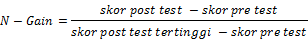 N − Gain = skor post test − skor pre test
skor post test tertinggi − skor pre test